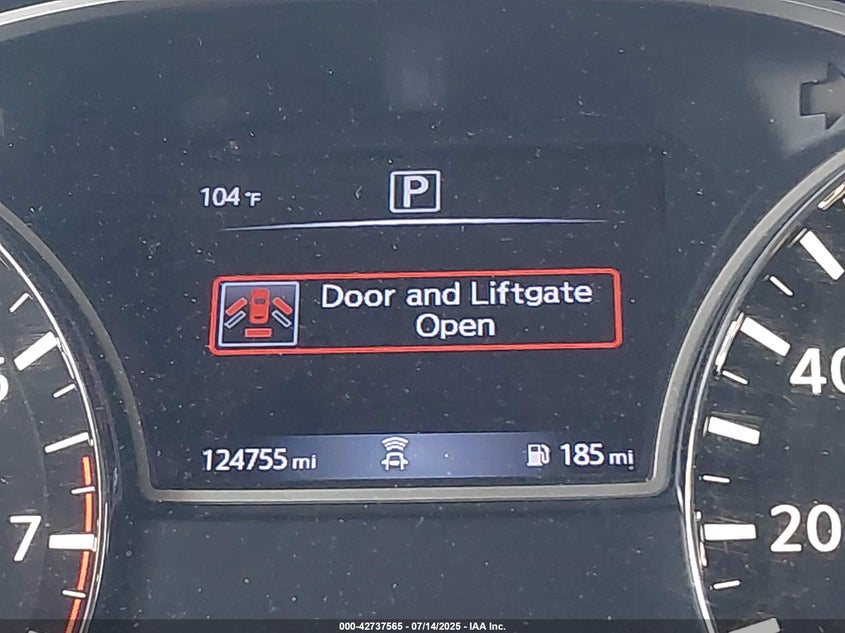 104 °F
P
Door and Liftgate
Open
124755 mi
185 mi
40
20
7
000-42737565 - 07/14/2025 - IAA Inc.